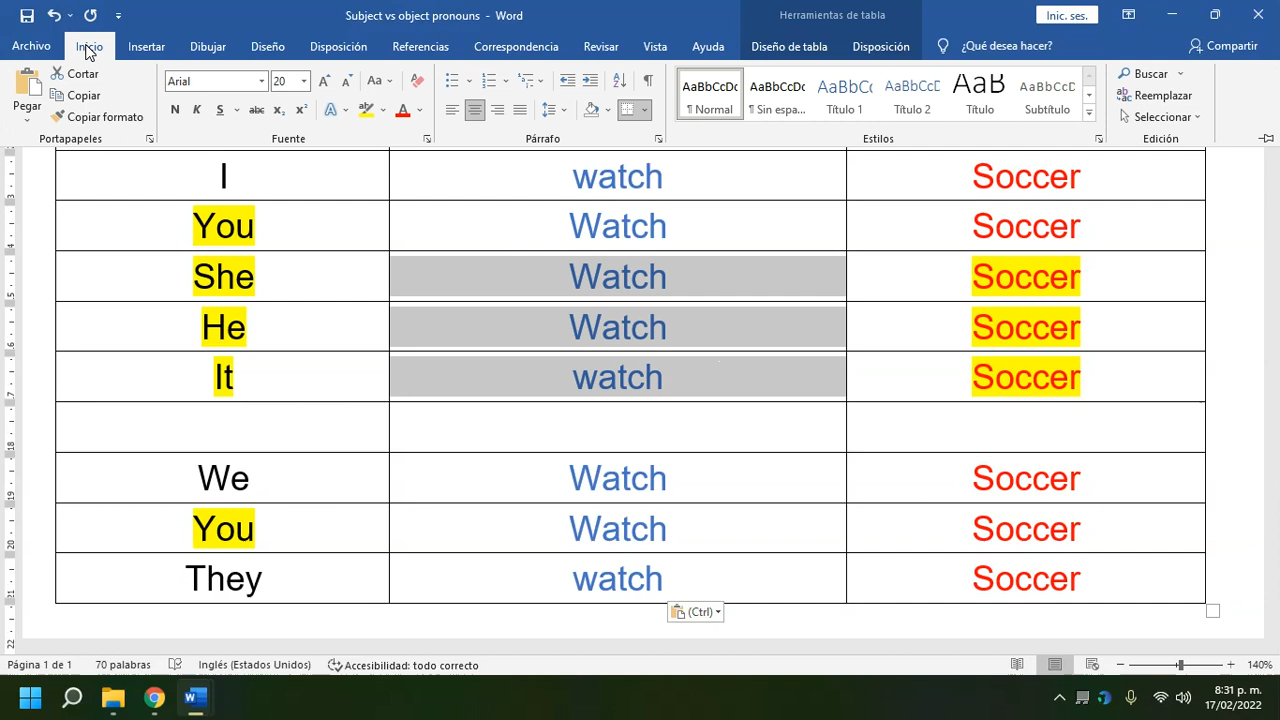 Subject vs object pronouns - Word
Herramientas de tabla
Inic. ses.
Archivo Inicio Insertar Dibujar Diseño Disposición Referencias Correspondencia Revisar Vista Ayuda Diseño de tabla Disposición ¿Qué desea hacer? Compartir
Pegar
Cortar
Copiar
Copiar formato
Portapapeles
Arial 20
Aa
N K S abc x₂ x² A A
Fuente
Párrafo
AaBbCcDc AaBbCcDc AaBbCc AaBbCcD AaB AaBbCcD
¶ Normal ¶ Sin espa... Título 1 Título 2 Título Subtítulo
Estilos
Buscar
Reemplazar
Seleccionar
Edición
I watch Soccer
You Watch Soccer
She Watch Soccer
He Watch Soccer
It watch Soccer
We Watch Soccer
You Watch Soccer
They watch Soccer
(Ctrl)
Página 1 de 1 70 palabras Inglés (Estados Unidos) Accesibilidad: todo correcto 140%
8:31 p. m.
17/02/2022